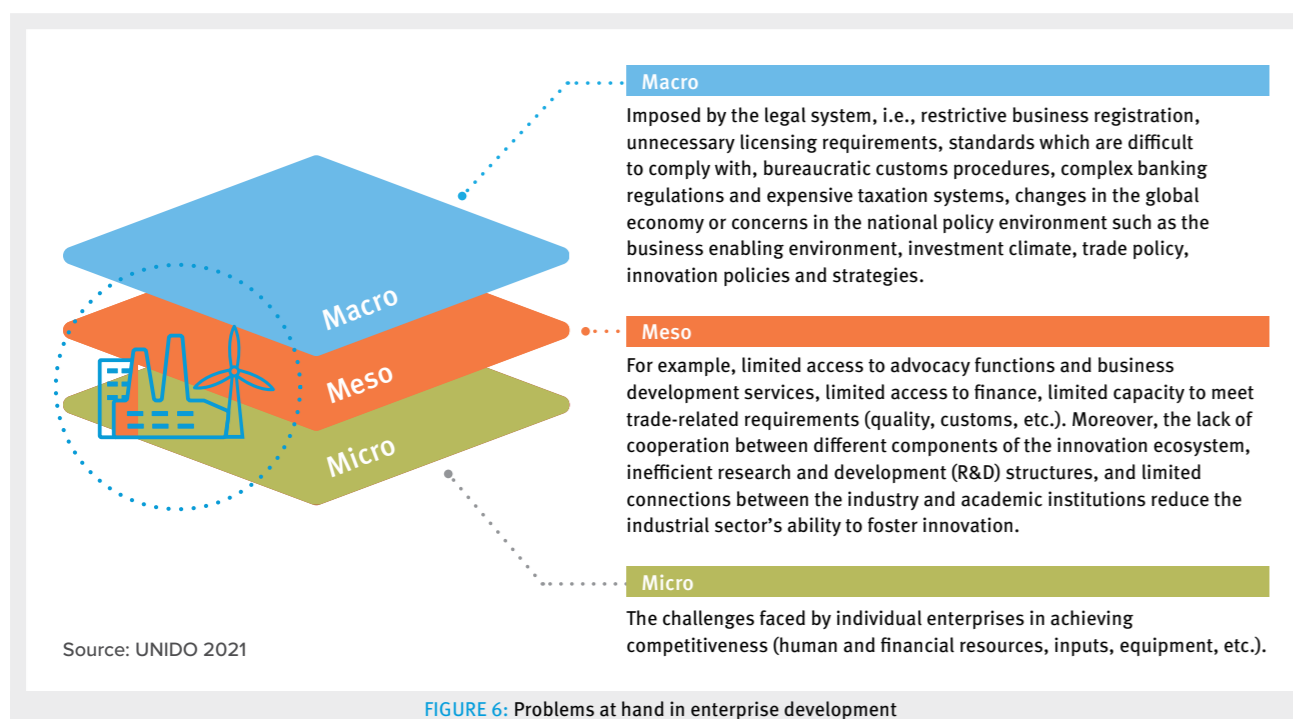 Macro
Imposed by the legal system, i.e., restrictive business registration,
unnecessary licensing requirements, standards which are difficult
to comply with, bureaucratic customs procedures, complex banking
regulations and expensive taxation systems, changes in the global
economy or concerns in the national policy environment such as the
business enabling environment, investment climate, trade policy,
innovation policies and strategies.
Macro
Meso
Micro
Meso
For example, limited access to advocacy functions and business
development services, limited access to finance, limited capacity to meet
trade-related requirements (quality, customs, etc.). Moreover, the lack of
cooperation between different components of the innovation ecosystem,
inefficient research and development (R&D) structures, and limited
connections between the industry and academic institutions reduce the
industrial sector's ability to foster innovation.
Micro
The challenges faced by individual enterprises in achieving
competitiveness (human and financial resources, inputs, equipment, etc.).
Source: UNIDO 2021
FIGURE 6: Problems at hand in enterprise development